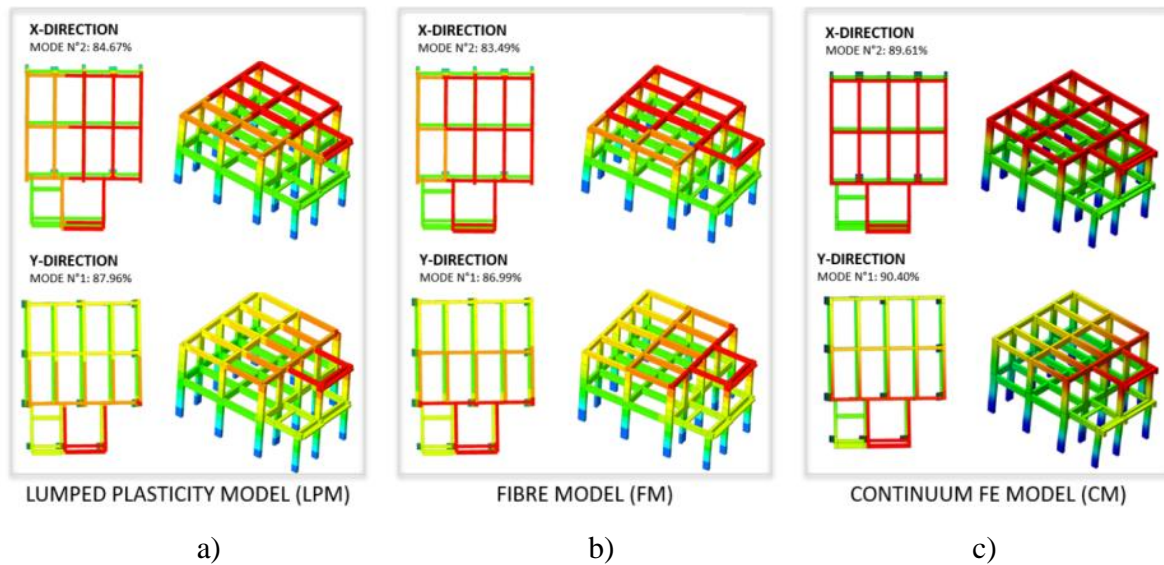 X-DIRECTION
MODE N°2: 84.67%
Y-DIRECTION
MODE N°1: 87.96%
LUMPED PLASTICITY MODEL (LPM)
a)
X-DIRECTION
MODE N°2: 83.49%
Y-DIRECTION
MODE N°1: 86.99%
FIBRE MODEL (FM)
b)
X-DIRECTION
MODE N°2: 89.61%
Y-DIRECTION
MODE N°1: 90.40%
CONTINUUM FE MODEL (CM)
c)